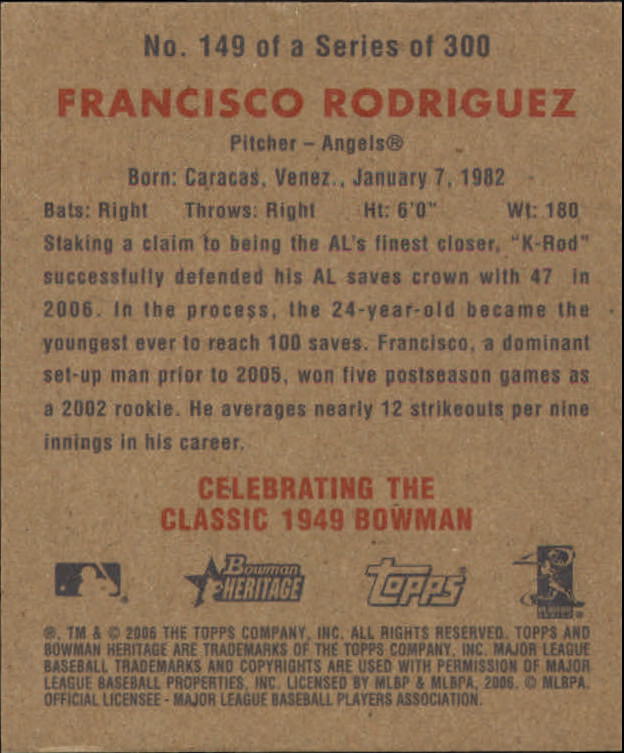 No. 149 of a Series of 300
FRANCISCO RODRIGUEZ
Pitcher – Angels®
Born: Caracas, Venez., January 7, 1982
Bats: Right Throws: Right Ht: 6'0" Wt: 180
Staking a claim to being the AL's finest closer, "K-Rod"
successfully defended his AL saves crown with 47 in
2006. In the process, the 24-year-old became the
youngest ever to reach 100 saves. Francisco, a dominant
set-up man prior to 2005, won five postseason games as
a 2002 rookie. He averages nearly 12 strikeouts per nine
innings in his career.
CELEBRATING THE
CLASSIC 1949 BOWMAN
Bowman
HERITAGE
Topps
®, TM & © 2006 THE TOPPS COMPANY, INC. ALL RIGHTS RESERVED. TOPPS AND
BOWMAN HERITAGE ARE TRADEMARKS OF THE TOPPS COMPANY, INC. MAJOR LEAGUE
BASEBALL TRADEMARKS AND COPYRIGHTS ARE USED WITH PERMISSION OF MAJOR
LEAGUE BASEBALL PROPERTIES, INC. LICENSED BY MLBP & MLBPA, 2006. © MLBPA.
OFFICIAL LICENSEE - MAJOR LEAGUE BASEBALL PLAYERS ASSOCIATION.